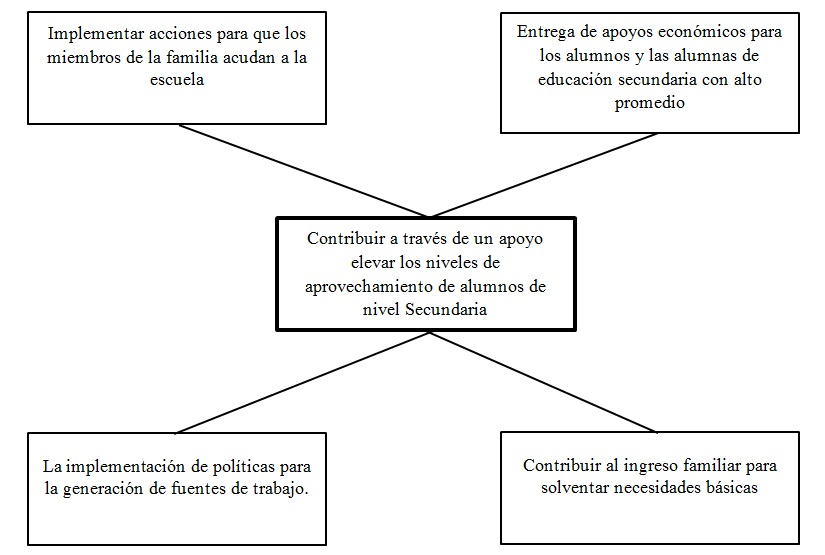 Implementar acciones para que los
miembros de la familia acudan a la
escuela
Entrega de apoyos económicos para
los alumnos y las alumnas de
educación secundaria con alto
promedio
Contribuir a través de un apoyo
elevar los niveles de
aprovechamiento de alumnos de
nivel Secundaria
La implementación de políticas para
la generación de fuentes de trabajo.
Contribuir al ingreso familiar para
solventar necesidades básicas